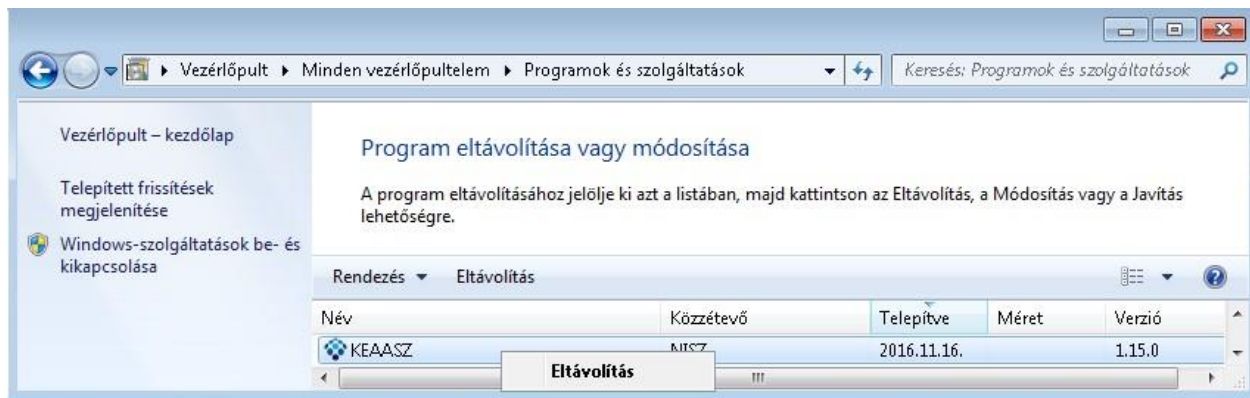 Vezérlőpult ▸ Minden vezérlőpultelem ▸ Programok és szolgáltatások
Keresés: Programok és szolgáltatások
Vezérlőpult – kezdőlap
Telepített frissítések
megjelenítése
Windows-szolgáltatások be- és
kikapcsolása
Program eltávolítása vagy módosítása
A program eltávolításához jelölje ki azt a listában, majd kattintson az Eltávolítás, a Módosítás vagy a Javítás
lehetőségre.
Rendezés Eltávolítás
Név Közzétevő Telepítve Méret Verzió
KEAASZ NISZ 2016.11.16. 1.15.0
Eltávolítás